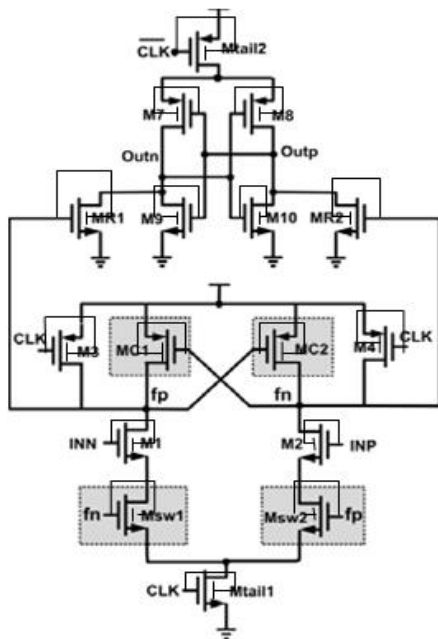 CLK Mtail2
M7 M8
Outn Outp
MR1 M9 M10 MR2
CLK M3 MC1 MC2 M4 CLK
fp fn
INN M1 M2 INP
fn Msw1 Msw2 fp
CLK Mtail1